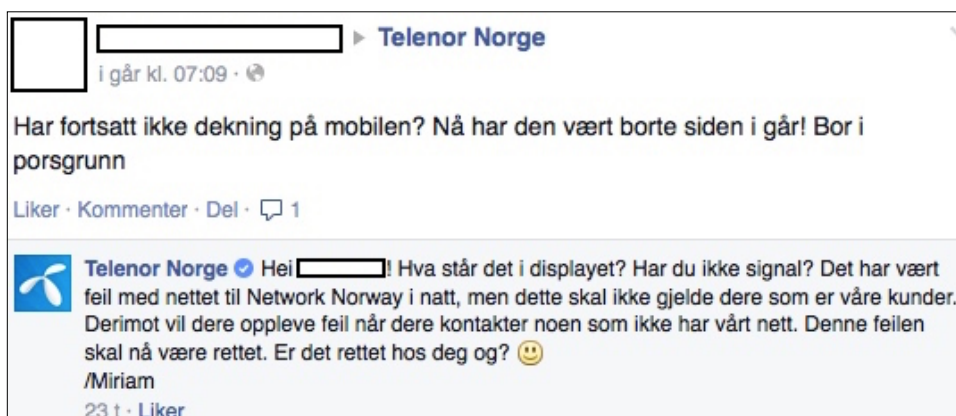 Telenor Norge
i går kl. 07:09 ·
Har fortsatt ikke dekning på mobilen? Nå har den vært borte siden i går! Bor i
porsgrunn
Liker · Kommenter · Del · 1
Telenor Norge Hei ! Hva står det i displayet? Har du ikke signal? Det har vært
feil med nettet til Network Norway i natt, men dette skal ikke gjelde dere som er våre kunder.
Derimot vil dere oppleve feil når dere kontakter noen som ikke har vårt nett. Denne feilen
skal nå være rettet. Er det rettet hos deg og?
/Miriam
23 t · Liker